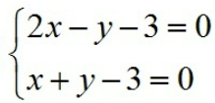 2x − y − 3 = 0
x + y − 3 = 0